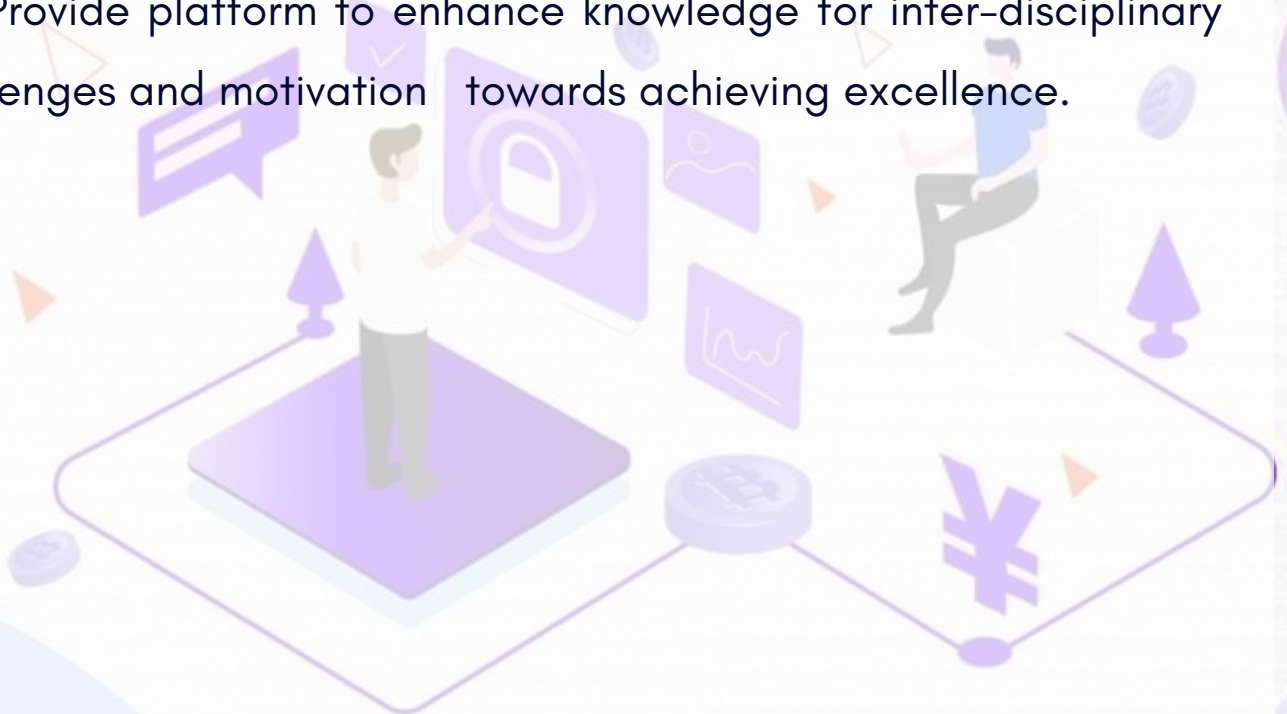 Provide platform to enhance knowledge for inter-disciplinary
enges and motivation towards achieving excellence.